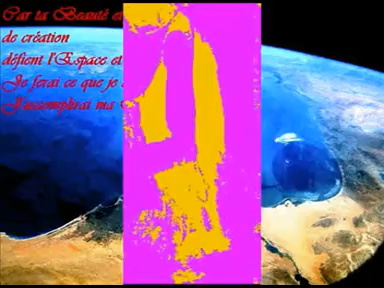 Car ta Beauté et
de création
défient l'Espace et
Je ferai ce que je
J'accomplirai ma